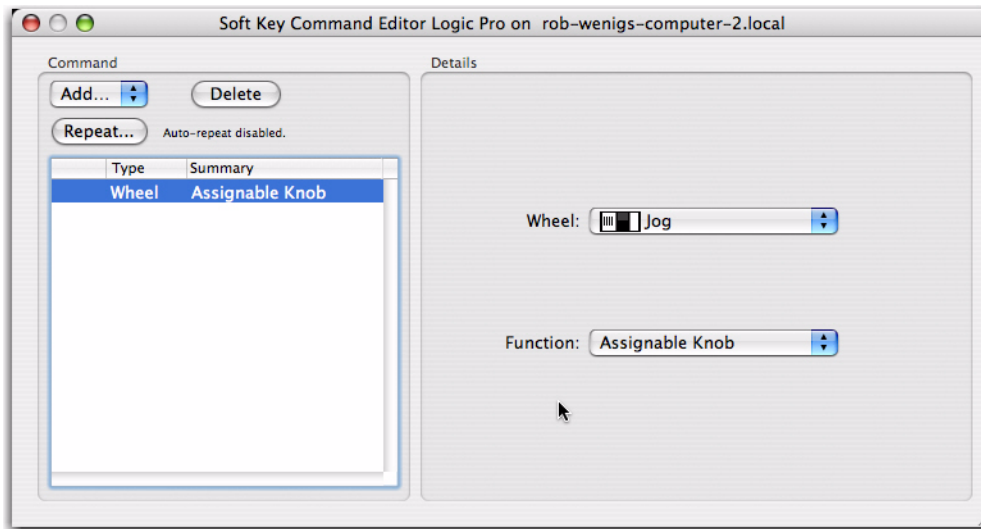 Soft Key Command Editor Logic Pro on rob-wenigs-computer-2.local
Command
Add...
Delete
Repeat...
Auto-repeat disabled.
Type Summary
Wheel Assignable Knob
Details
Wheel: Jog
Function: Assignable Knob